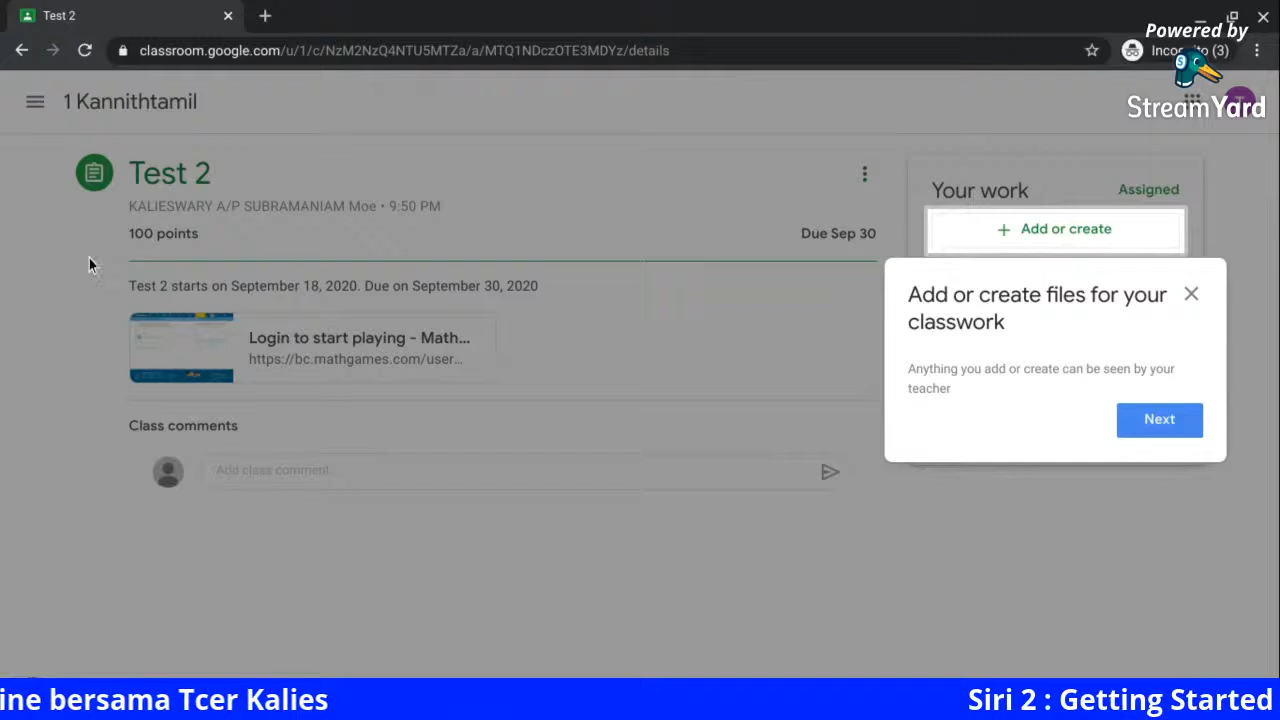 Test 2
classroom.google.com/u/1/c/NzM2NzQ4NTU5MTZa/a/MTQ1NDczOTE3MDYz/details
Incognito (3)
Powered by
StreamYard
1 Kannithtamil
Test 2
KALIESWARY A/P SUBRAMANIAM Moe • 9:50 PM
100 points
Due Sep 30
Test 2 starts on September 18, 2020. Due on September 30, 2020
Login to start playing - Math...
https://bc.mathgames.com/user...
Class comments
Add class comment...
Your work
Assigned
+ Add or create
Add or create files for your
classwork
Anything you add or create can be seen by your
teacher
Next
ine bersama Tcer Kalies
Siri 2 : Getting Started